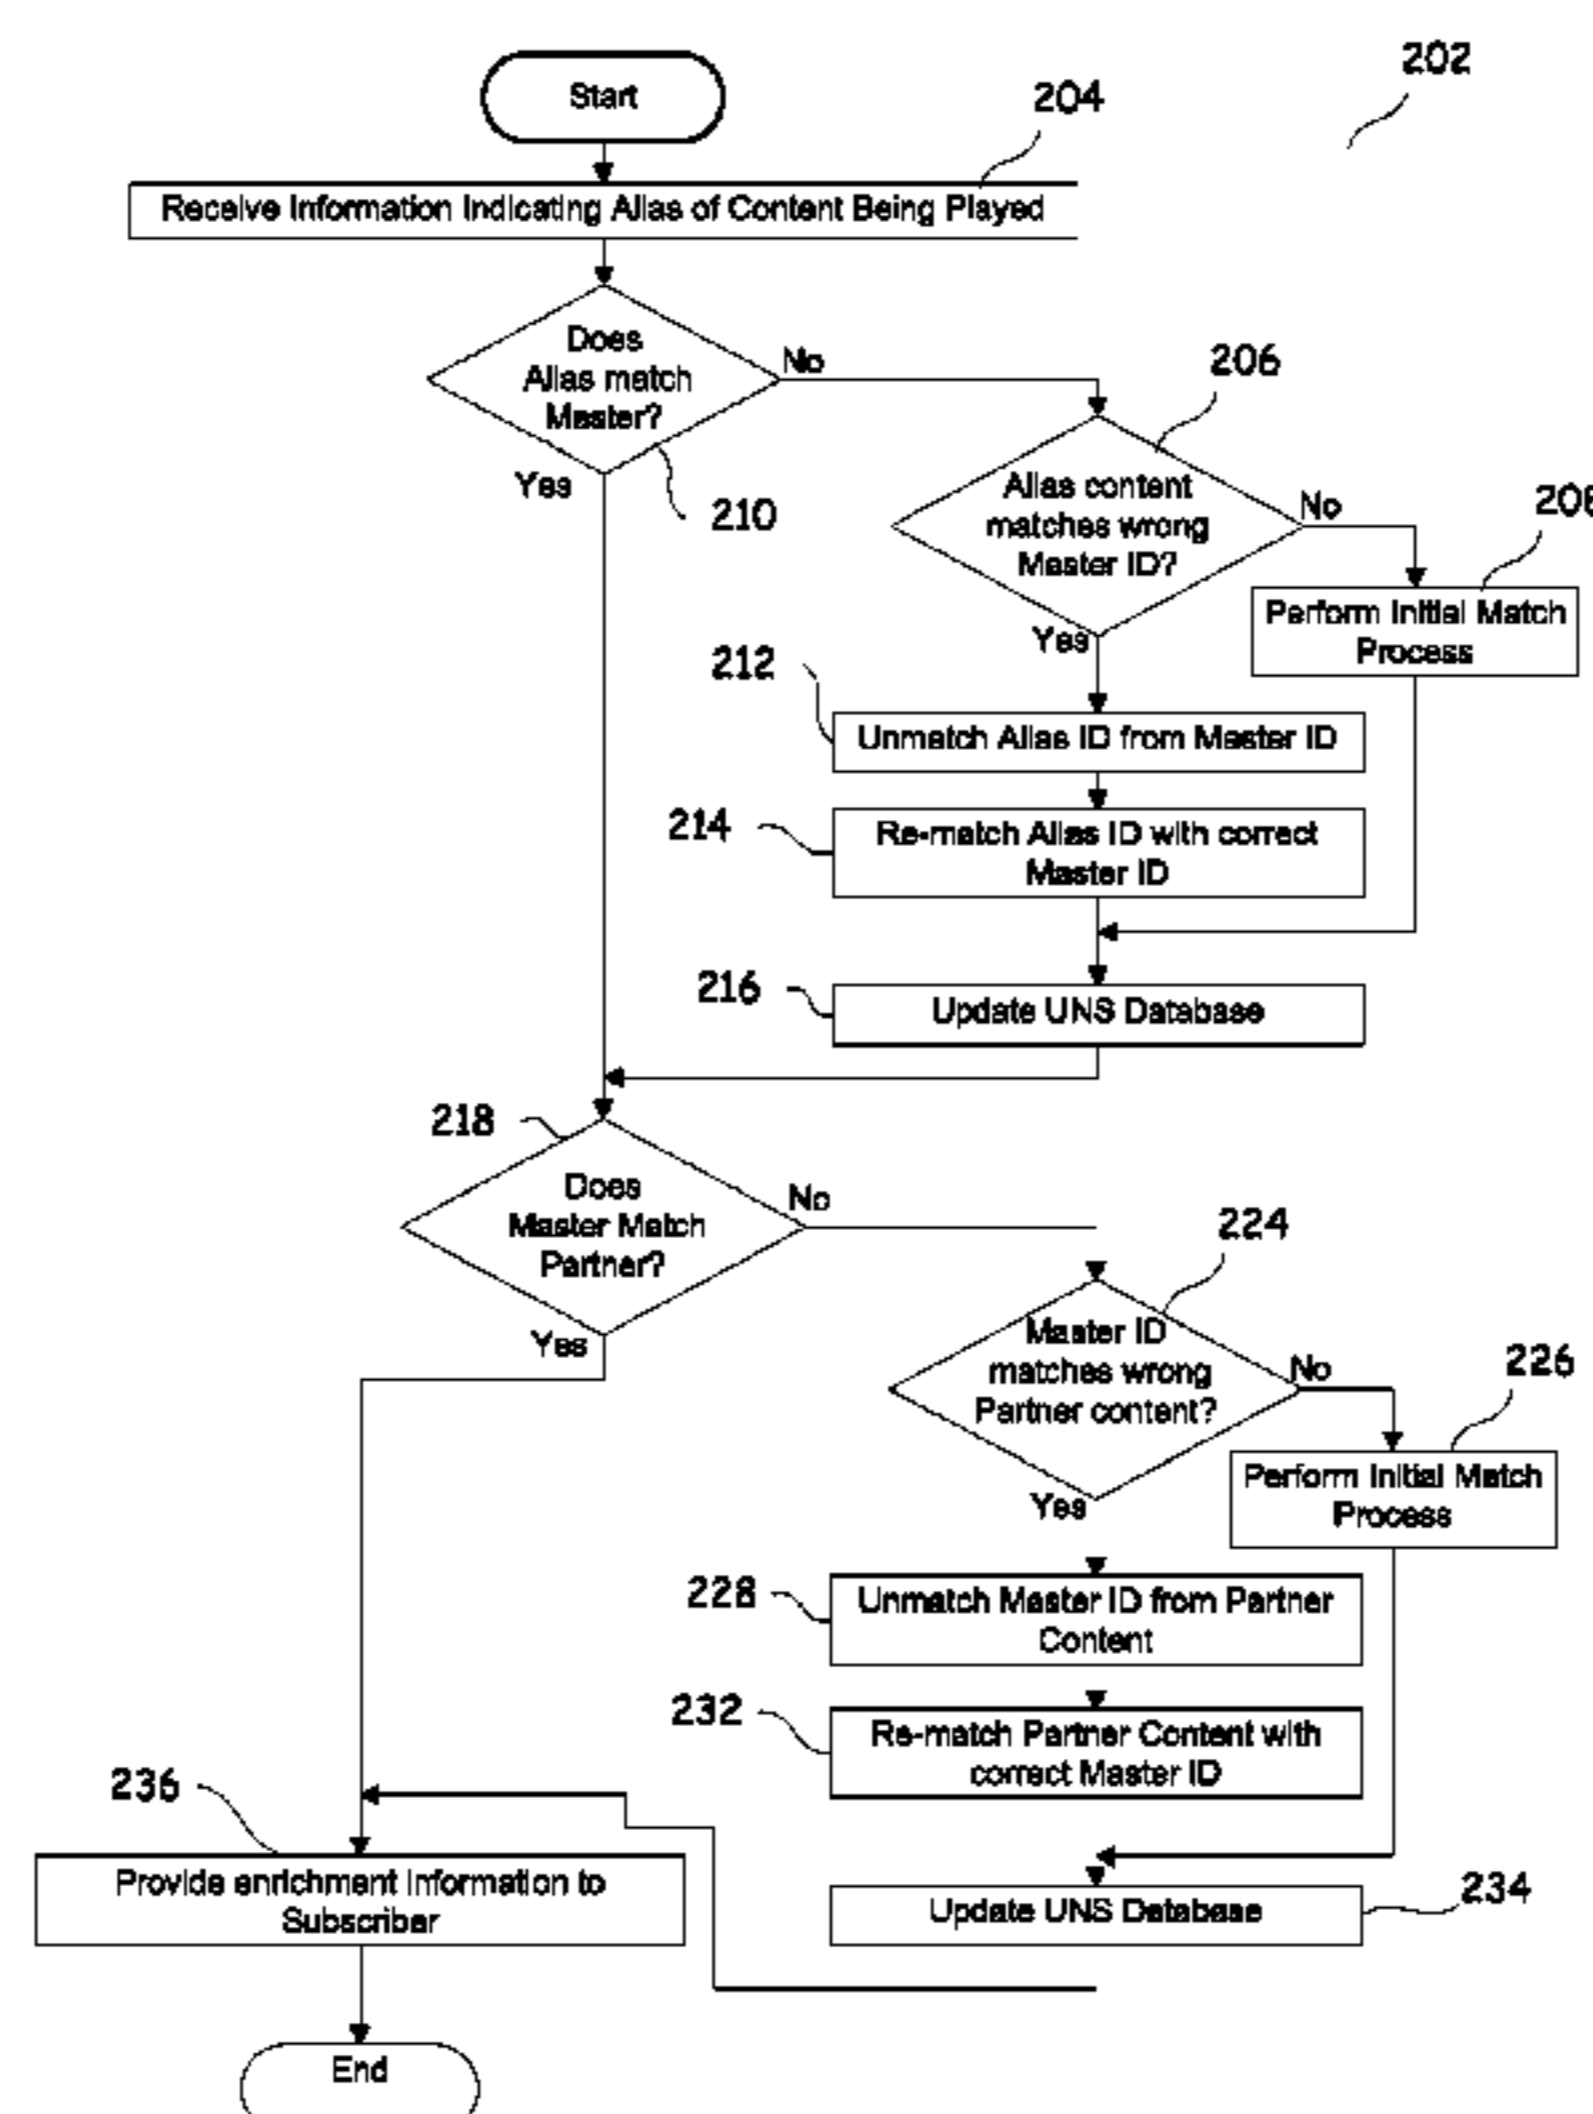 202
Start
204
Receive Information Indicating Alias of Content Being Played
Does
Alias match
Master?
No
Yes
210
206
Alias content
matches wrong
Master ID?
No
Yes
Perform Initial Match
Process
212
Unmatch Alias ID from Master ID
214
Re-match Alias ID with correct
Master ID
216
Update UNS Database
218
Does
Master Match
Partner?
No
Yes
224
Master ID
matches wrong
Partner content?
No
Yes
226
Perform Initial Match
Process
228
Unmatch Master ID from Partner
Content
232
Re-match Partner Content with
correct Master ID
236
Provide enrichment information to
Subscriber
234
Update UNS Database
End